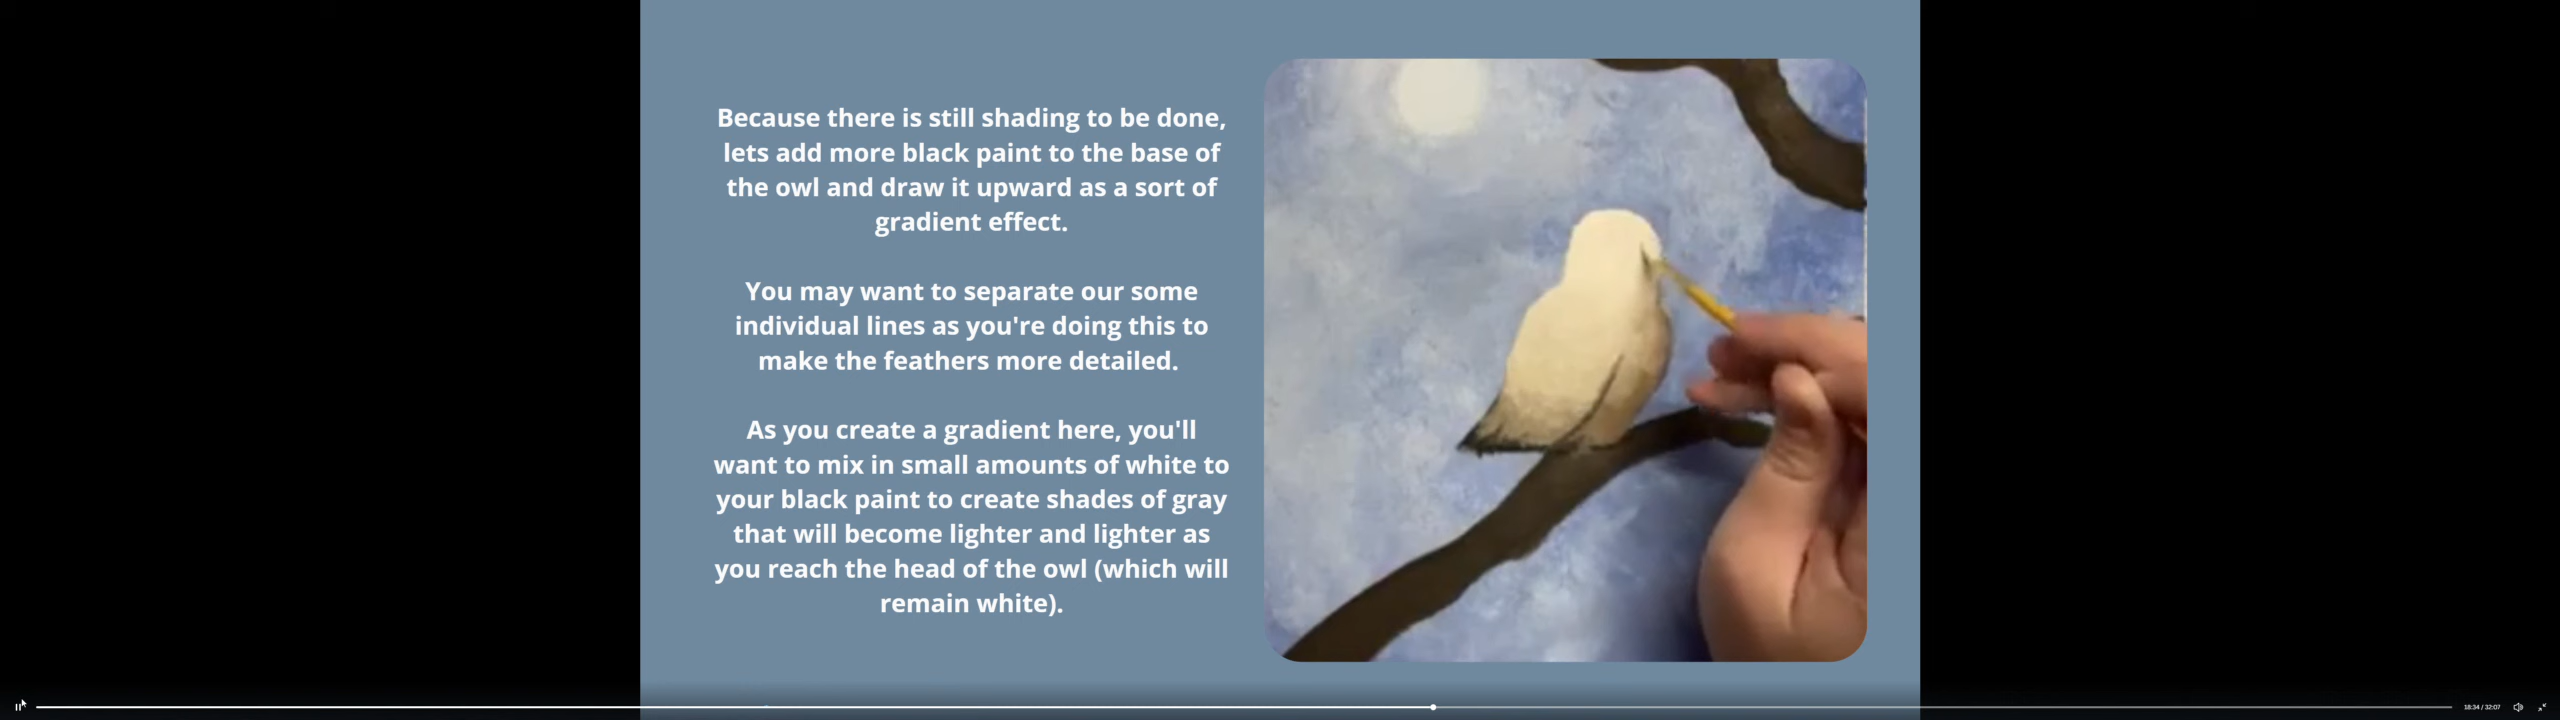 Because there is still shading to be done,
lets add more black paint to the base of
the owl and draw it upward as a sort of
gradient effect.
You may want to separate our some
individual lines as you're doing this to
make the feathers more detailed.
As you create a gradient here, you'll
want to mix in small amounts of white to
your black paint to create shades of gray
that will become lighter and lighter as
you reach the head of the owl (which will
remain white).
18:34 / 32:07